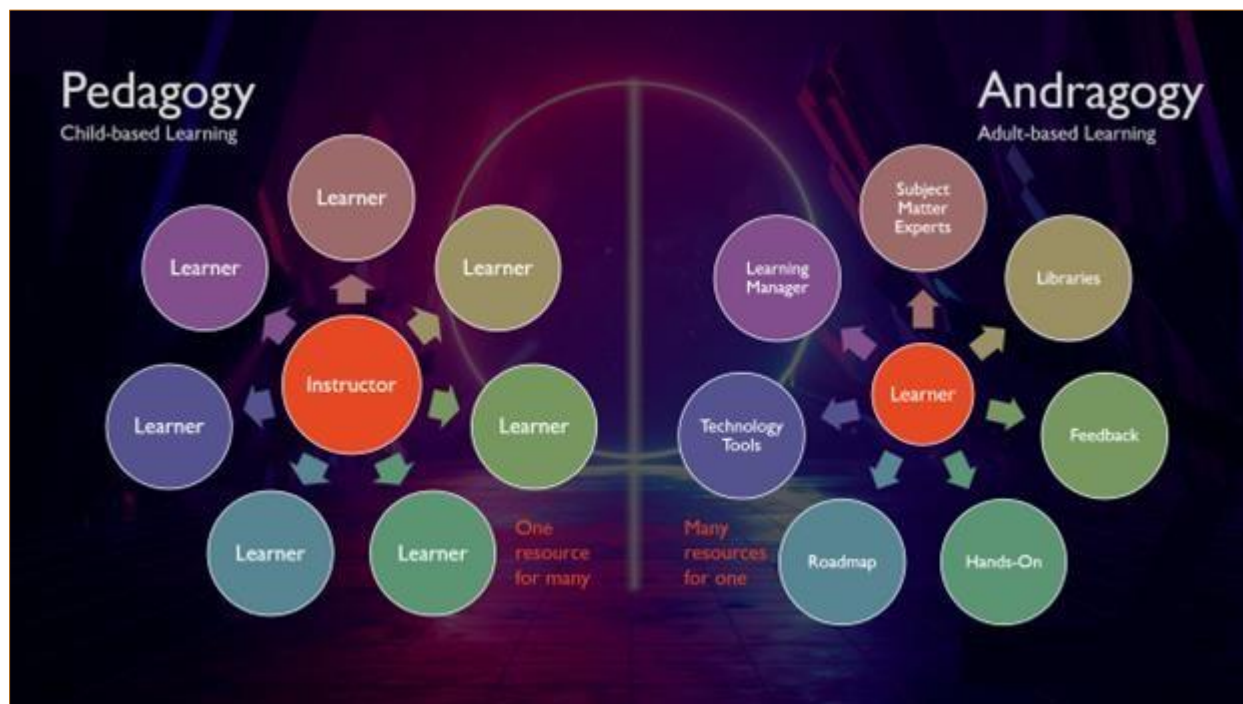 Pedagogy
Child-based Learning
Learner
Learner
Learner
Instructor
Learner
Learner
Learner
Learner
One
resource
for many
Andragogy
Adult-based Learning
Subject
Matter
Experts
Learning
Manager
Libraries
Learner
Technology
Tools
Feedback
Roadmap
Hands-On
Many
resources
for one